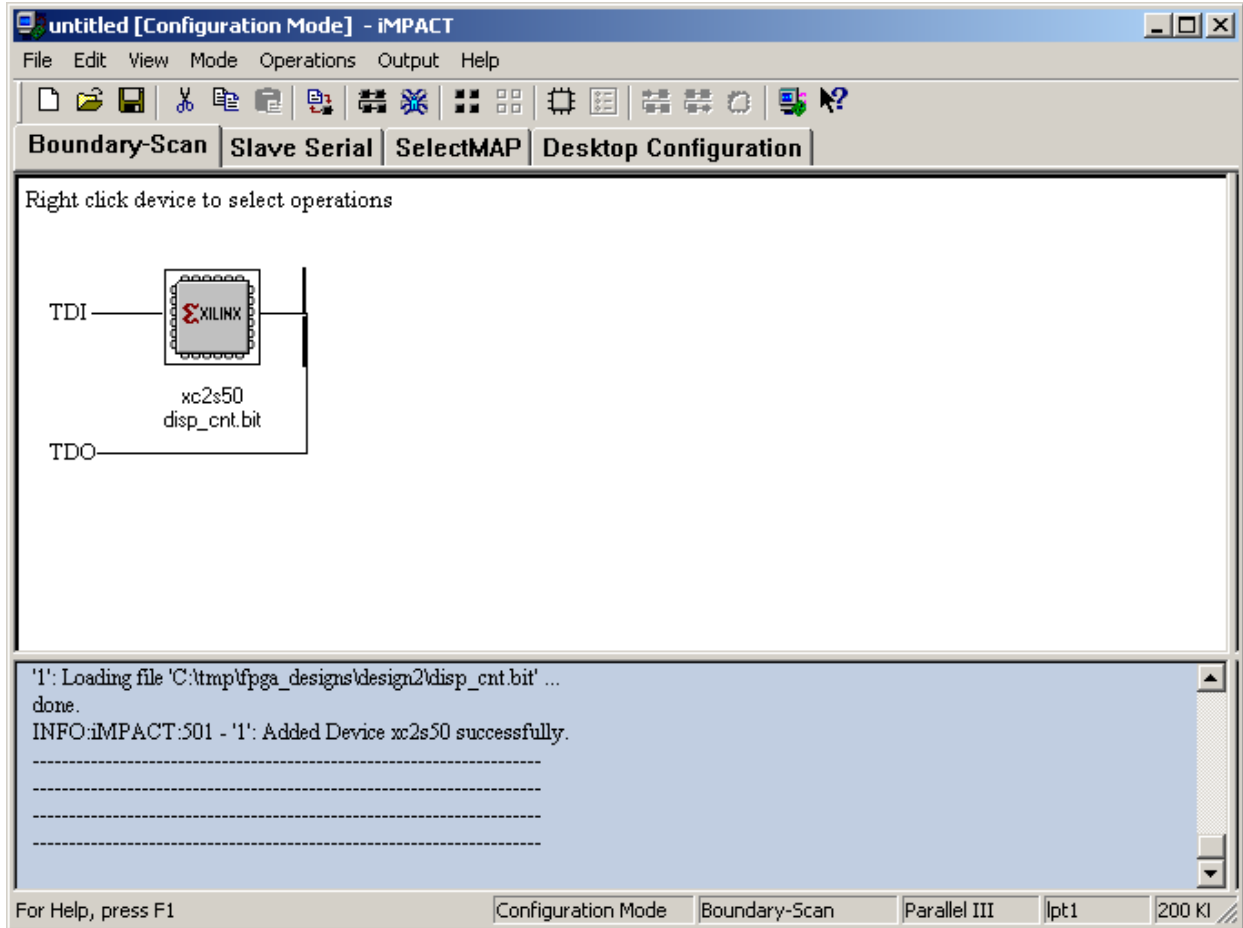 untitled [Configuration Mode] - iMPACT
File Edit View Mode Operations Output Help
Boundary-Scan Slave Serial SelectMAP Desktop Configuration
Right click device to select operations
TDI
XILINX
xc2s50
disp_cnt.bit
TDO
'1': Loading file 'C:\tmp\fpga_designs\design2\disp_cnt.bit' ...
done.
INFO:iMPACT:501 - '1': Added Device xc2s50 successfully.
----------------------------------------------------------------------
----------------------------------------------------------------------
----------------------------------------------------------------------
----------------------------------------------------------------------
For Help, press F1 Configuration Mode Boundary-Scan Parallel III lpt1 200 KI